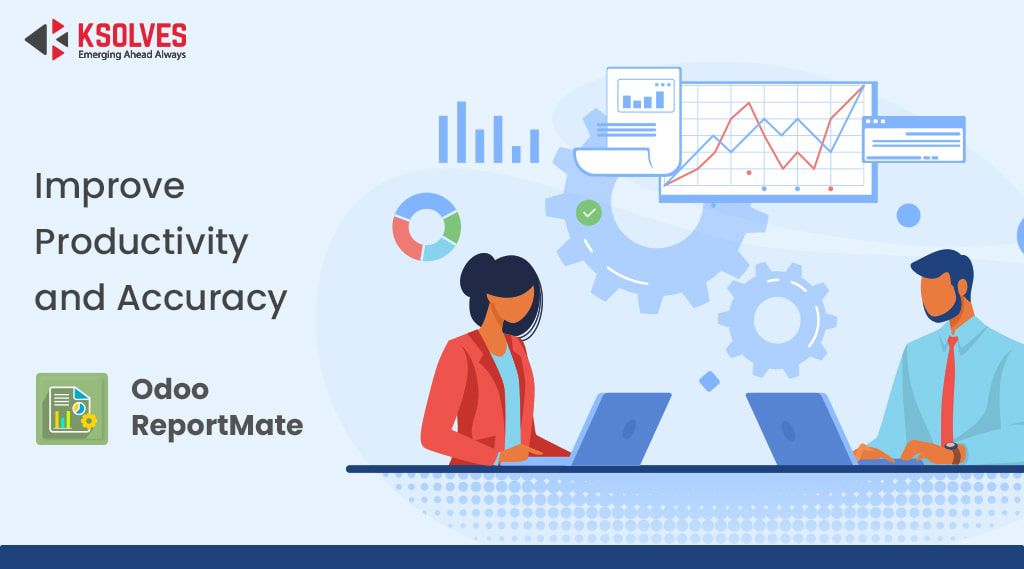 KSOLVES
Emerging Ahead Always
Improve
Productivity
and Accuracy
Odoo
ReportMate